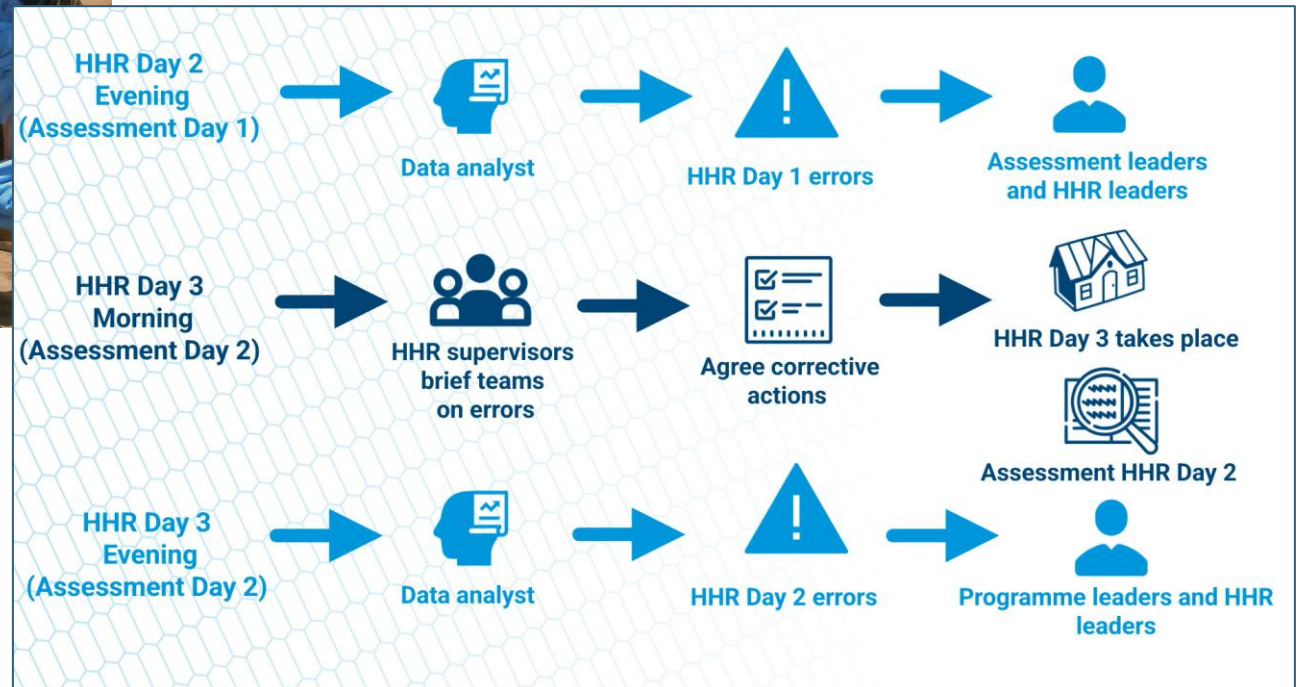 HHR Day 2
Evening
(Assessment Day 1)
Data analyst
HHR Day 1 errors
Assessment leaders
and HHR leaders
HHR Day 3
Morning
(Assessment Day 2)
HHR supervisors
brief teams
on errors
Agree corrective
actions
HHR Day 3 takes place
Assessment HHR Day 2
HHR Day 3
Evening
(Assessment Day 2)
Data analyst
HHR Day 2 errors
Programme leaders and HHR
leaders